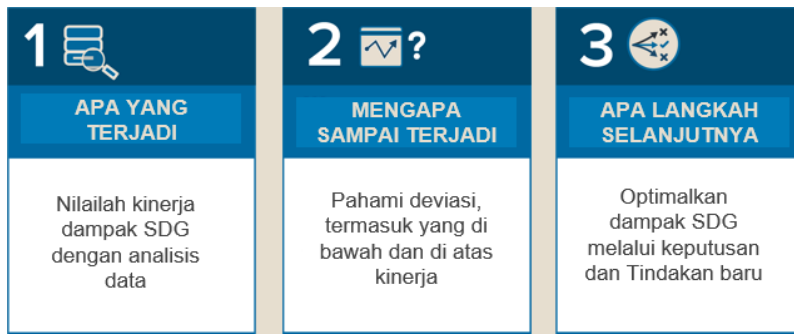 1
APA YANG
TERJADI
Nilailah kinerja
dampak SDG
dengan analisis
data
2 ?
MENGAPA
SAMPAI TERJADI
Pahami deviasi,
termasuk yang di
bawah dan di atas
kinerja
3
APA LANGKAH
SELANJUTNYA
Optimalkan
dampak SDG
melalui keputusan
dan Tindakan baru